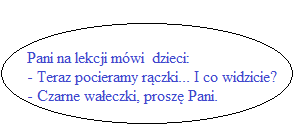 Pani na lekcji mówi  dzieci:
- Teraz pocieramy rączki... I co widzicie?
- Czarne wałeczki, proszę Pani.